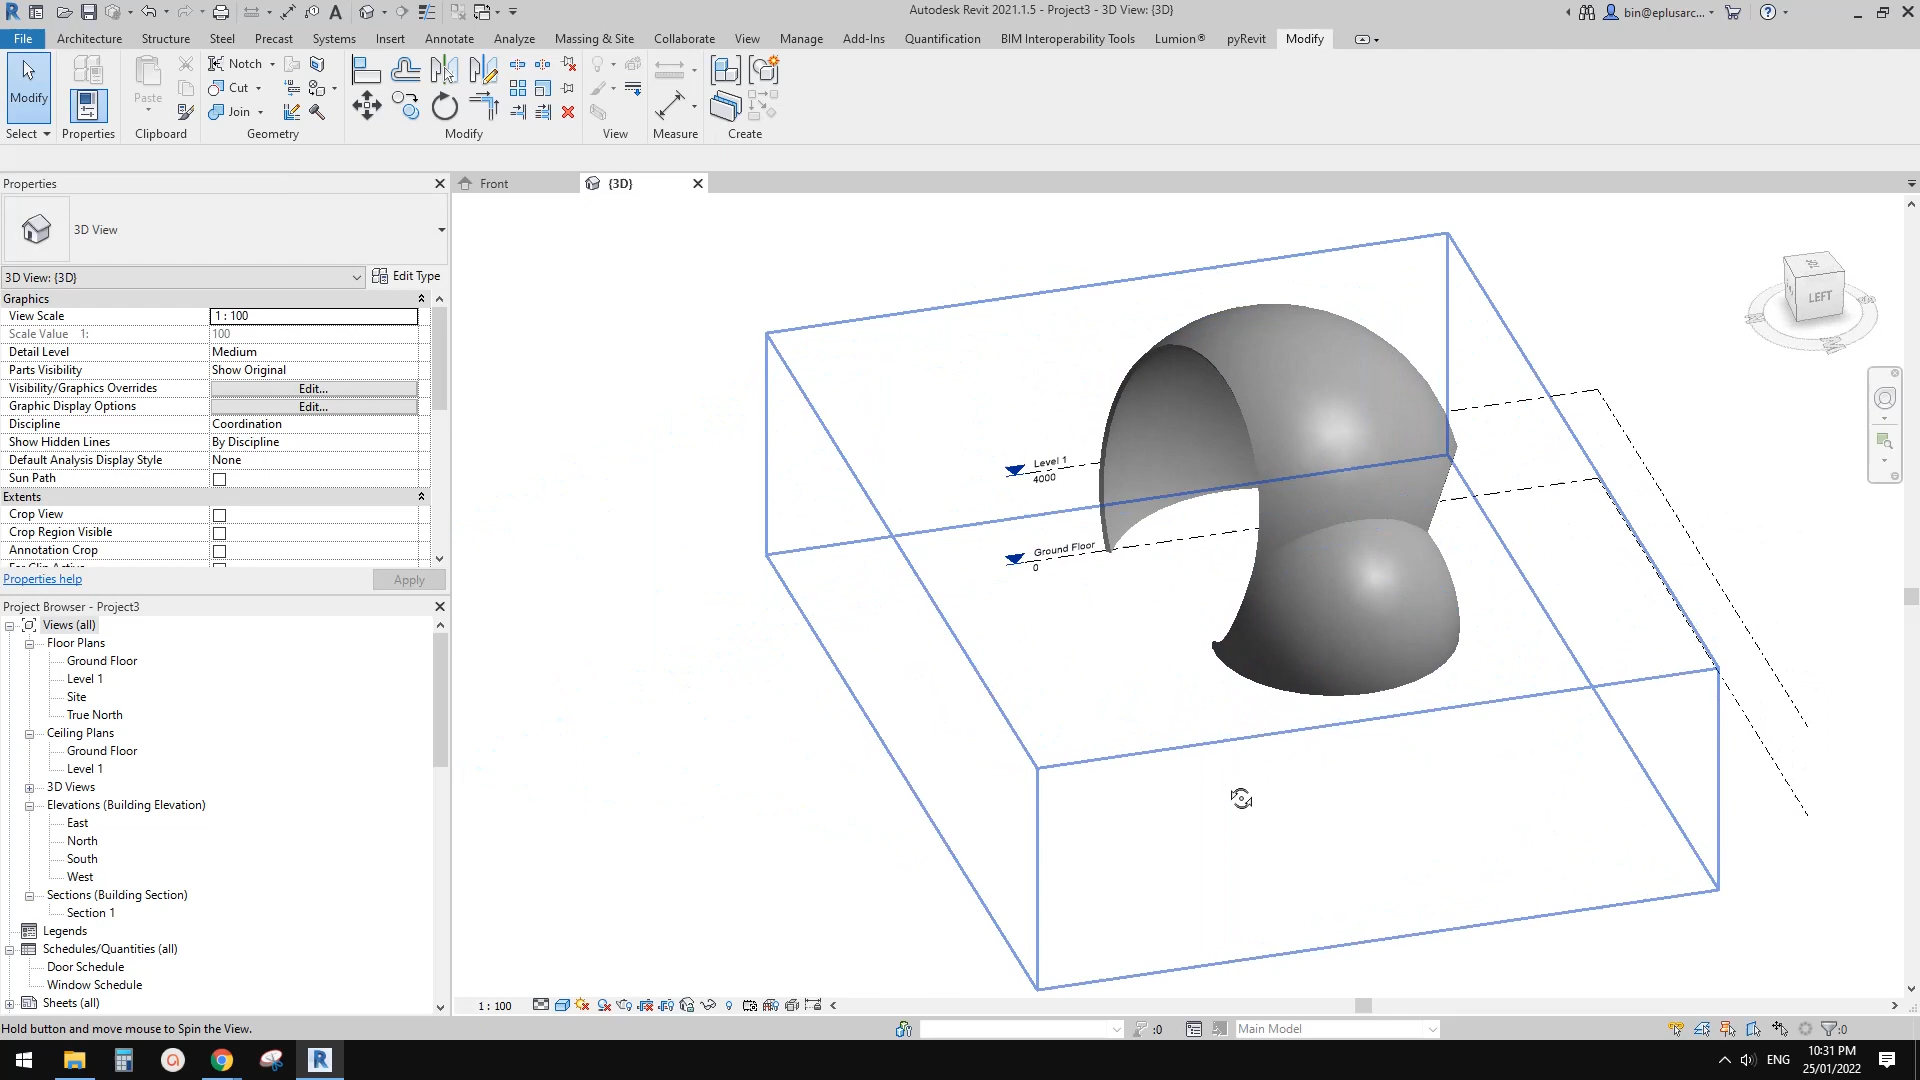 Autodesk Revit 2021.1.5 - Project3 - 3D View: {3D}
bin@eplusarc...
File Architecture Structure Steel Precast Systems Insert Annotate Analyze Massing & Site Collaborate View Manage Add-Ins Quantification BIM Interoperability Tools Lumion® pyRevit Modify
Modify
Paste
Notch
Cut
Join
Select Properties Clipboard Geometry Modify View Measure Create
Properties
Front
{3D}
3D View
3D View: {3D}
Edit Type
Graphics
View Scale 1 : 100
Scale Value 1: 100
Detail Level Medium
Parts Visibility Show Original
Visibility/Graphics Overrides Edit...
Graphic Display Options Edit...
Discipline Coordination
Show Hidden Lines By Discipline
Default Analysis Display Style None
Sun Path
Extents
Crop View
Crop Region Visible
Annotation Crop
Properties help
Apply
Project Browser - Project3
Views (all)
Floor Plans
Ground Floor
Level 1
Site
True North
Ceiling Plans
Ground Floor
Level 1
3D Views
Elevations (Building Elevation)
East
North
South
West
Sections (Building Section)
Section 1
Legends
Schedules/Quantities (all)
Door Schedule
Window Schedule
Sheets (all)
Level 1
4000
Ground Floor
0
LEFT
1 : 100
Hold button and move mouse to Spin the View.
:0
Main Model
:0
ENG
10:31 PM
25/01/2022